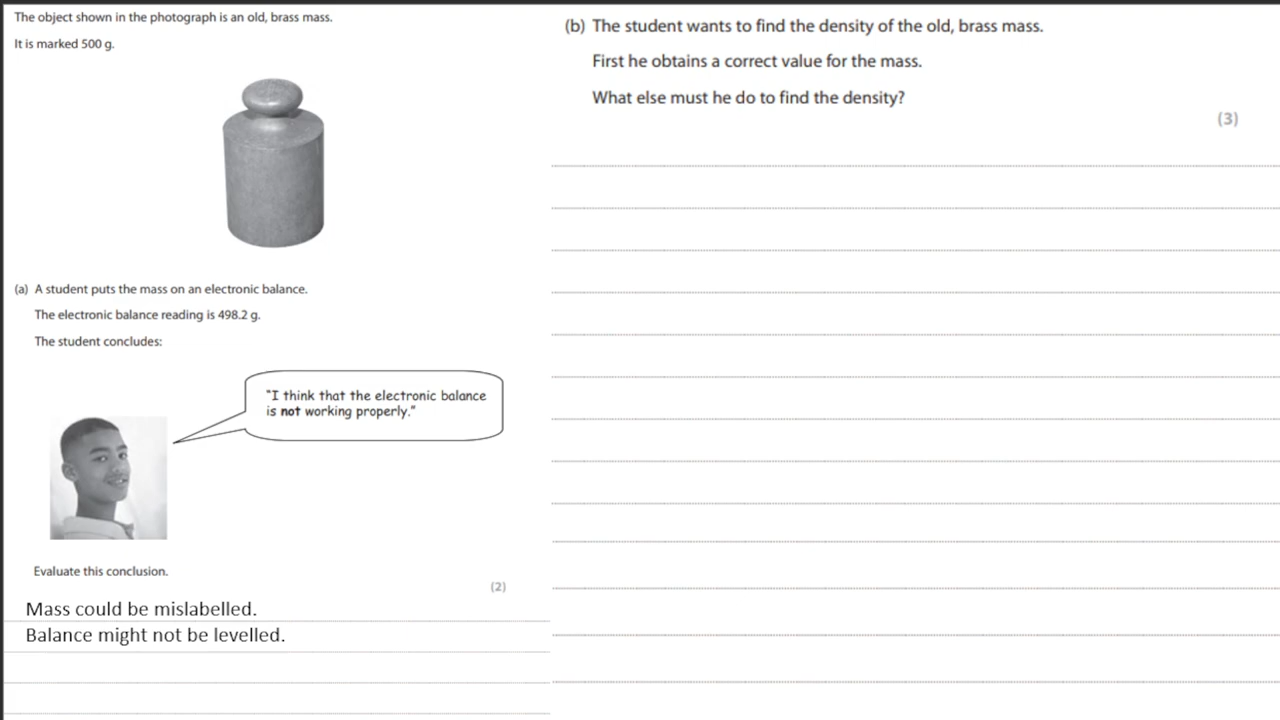 The object shown in the photograph is an old, brass mass.
It is marked 500 g.
(a) A student puts the mass on an electronic balance.
The electronic balance reading is 498.2 g.
The student concludes:
"I think that the electronic balance
is not working properly."
Evaluate this conclusion.
(2)
Mass could be mislabelled.
Balance might not be levelled.
(b) The student wants to find the density of the old, brass mass.
First he obtains a correct value for the mass.
What else must he do to find the density?
(3)